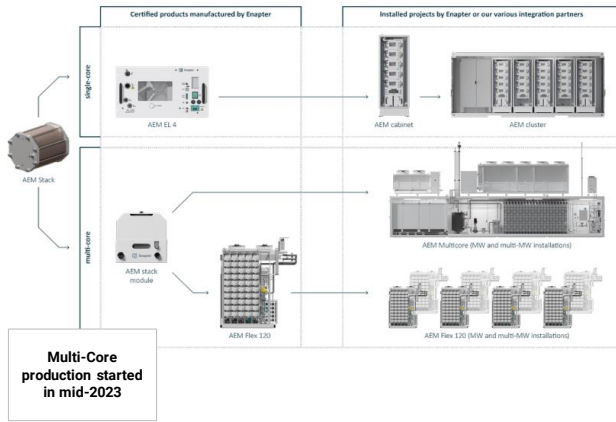 Certified products manufactured by Enapter
Installed projects by Enapter or our various integration partners
single-core
AEM EL 4
AEM cabinet
AEM cluster
AEM Stack
multi-core
AEM Multicore (MW and multi-MW installations)
AEM stack
module
AEM Flex 120
AEM Flex 120 (MW and multi-MW installations)
Multi-Core
production started
in mid-2023